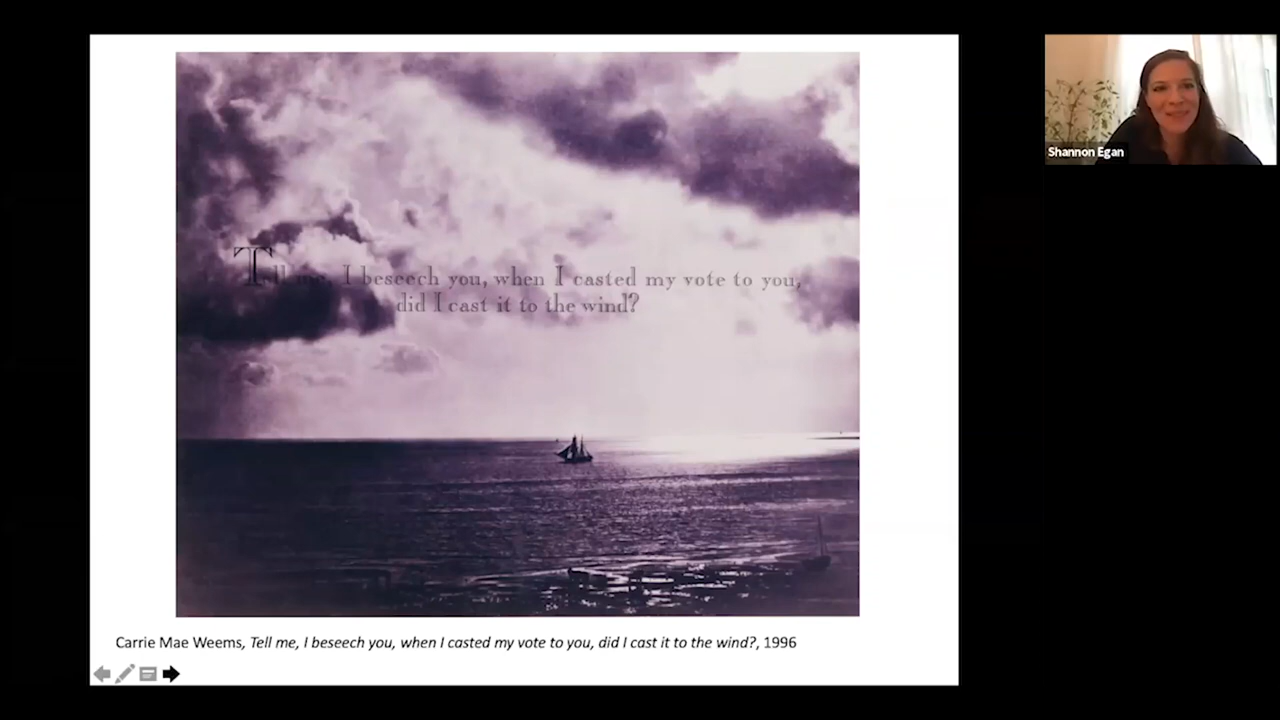 Tell me, I beseech you, when I casted my vote to you,
did I cast it to the wind?
Shannon Egan
Carrie Mae Weems, Tell me, I beseech you, when I casted my vote to you, did I cast it to the wind?, 1996